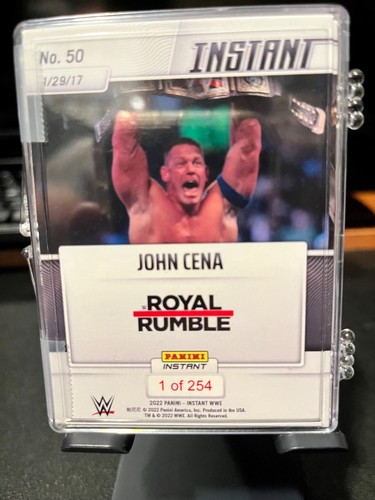 No. 50
INSTANT
1/29/17
JOHN CENA
ROYAL
RUMBLE
PANINI
INSTANT
1 of 254
2022 PANINI – INSTANT WWE
© 2022 Panini America, Inc. Produced in the USA.
TM & © 2022 WWE. All Rights Reserved.